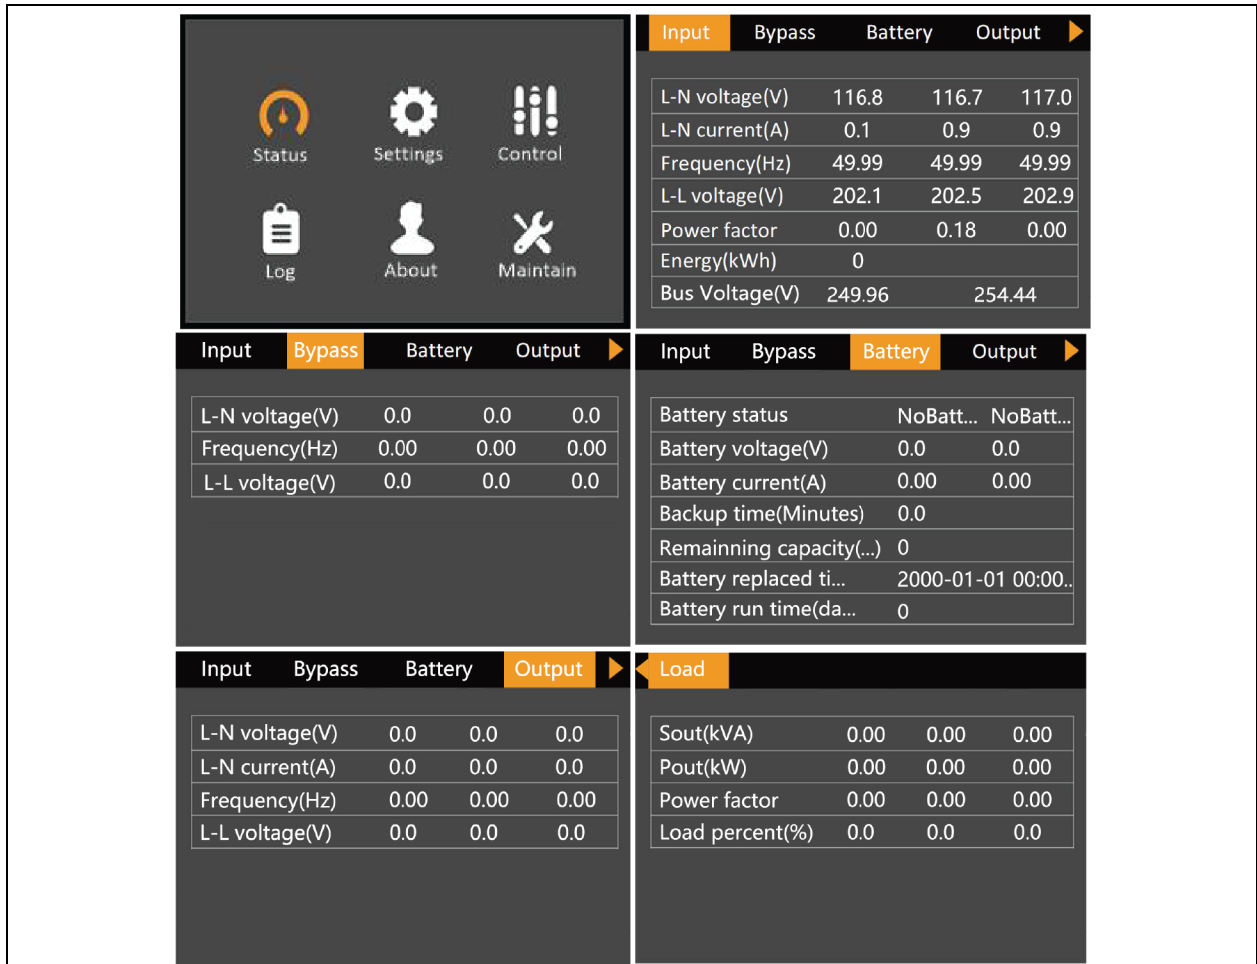 Status Settings Control
Log About Maintain
Input Bypass Battery Output
L-N voltage(V) 116.8 116.7 117.0
L-N current(A) 0.1 0.9 0.9
Frequency(Hz) 49.99 49.99 49.99
L-L voltage(V) 202.1 202.5 202.9
Power factor 0.00 0.18 0.00
Energy(kWh) 0
Bus Voltage(V) 249.96 254.44
Input Bypass Battery Output
L-N voltage(V) 0.0 0.0 0.0
Frequency(Hz) 0.00 0.00 0.00
L-L voltage(V) 0.0 0.0 0.0
Input Bypass Battery Output
Battery status NoBatt... NoBatt...
Battery voltage(V) 0.0 0.0
Battery current(A) 0.00 0.00
Backup time(Minutes) 0.0
Remainning capacity(...) 0
Battery replaced ti... 2000-01-01 00:00..
Battery run time(da... 0
Input Bypass Battery Output
L-N voltage(V) 0.0 0.0 0.0
L-N current(A) 0.0 0.0 0.0
Frequency(Hz) 0.00 0.00 0.00
L-L voltage(V) 0.0 0.0 0.0
Load
Sout(kVA) 0.00 0.00 0.00
Pout(kW) 0.00 0.00 0.00
Power factor 0.00 0.00 0.00
Load percent(%) 0.0 0.0 0.0